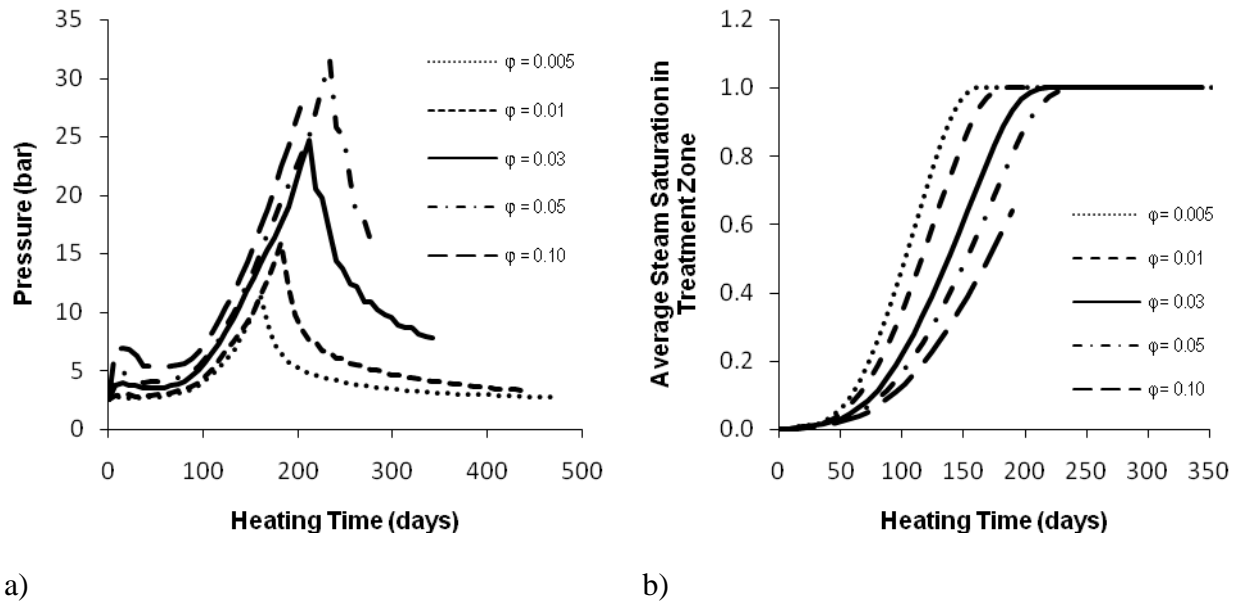 35
30
25
20
15
10
5
0
Pressure (bar)
φ = 0.005
φ = 0.01
φ = 0.03
φ = 0.05
φ = 0.10
0 100 200 300 400 500
Heating Time (days)
a)
1.2
1.0
0.8
0.6
0.4
0.2
0.0
Average Steam Saturation in
Treatment Zone
φ= 0.005
φ= 0.01
φ= 0.03
φ= 0.05
φ= 0.10
0 50 100 150 200 250 300 350
Heating Time (days)
b)